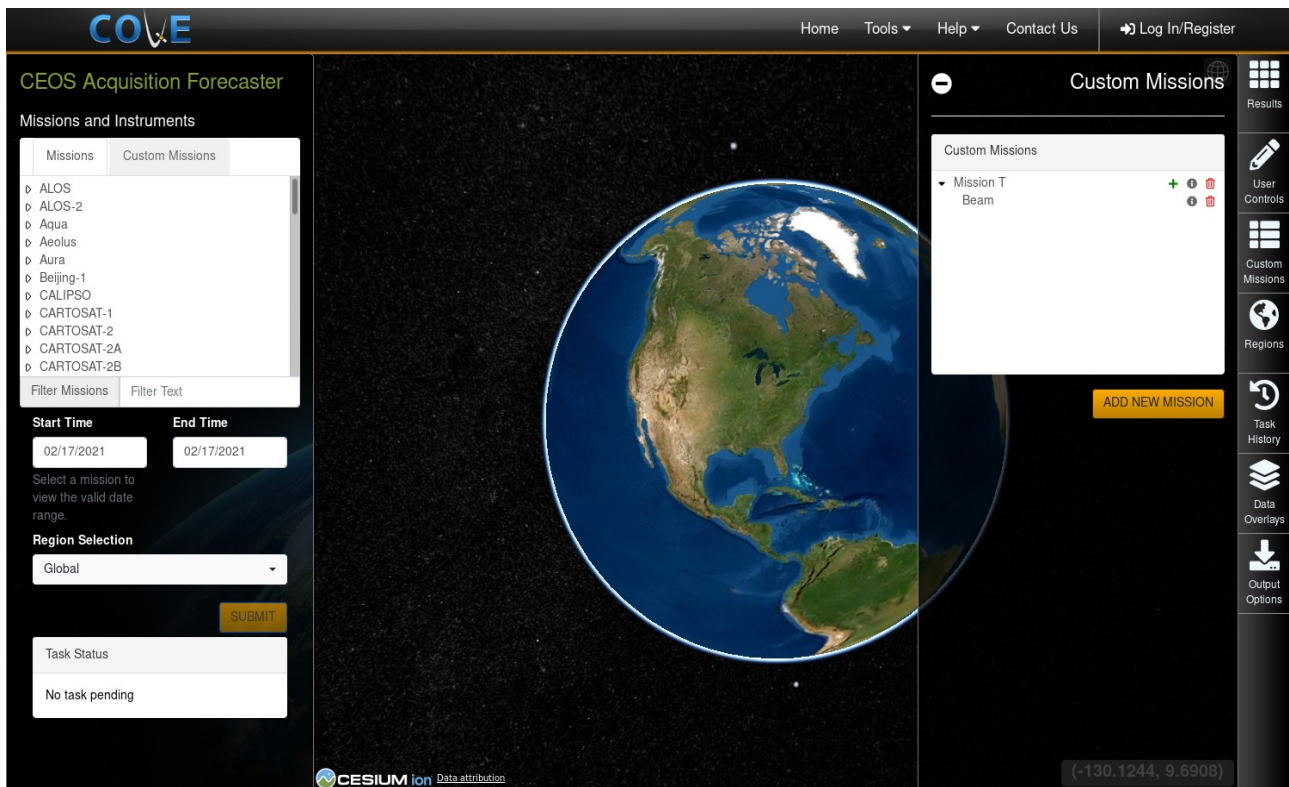 COVE
Home Tools Help Contact Us Log In/Register
CEOS Acquisition Forecaster
Missions and Instruments
Missions Custom Missions
ALOS
ALOS-2
Aqua
Aeolus
Aura
Beijing-1
CALIPSO
CARTOSAT-1
CARTOSAT-2
CARTOSAT-2A
CARTOSAT-2B
Filter Missions Filter Text
Start Time End Time
02/17/2021 02/17/2021
Select a mission to
view the valid date
range.
Region Selection
Global
SUBMIT
Task Status
No task pending
CESIUM ion Data attribution
Custom Missions
Custom Missions
Mission T
Beam
ADD NEW MISSION
(-130.1244, 9.6908)
Results
User
Controls
Custom
Missions
Regions
Task
History
Data
Overlays
Output
Options